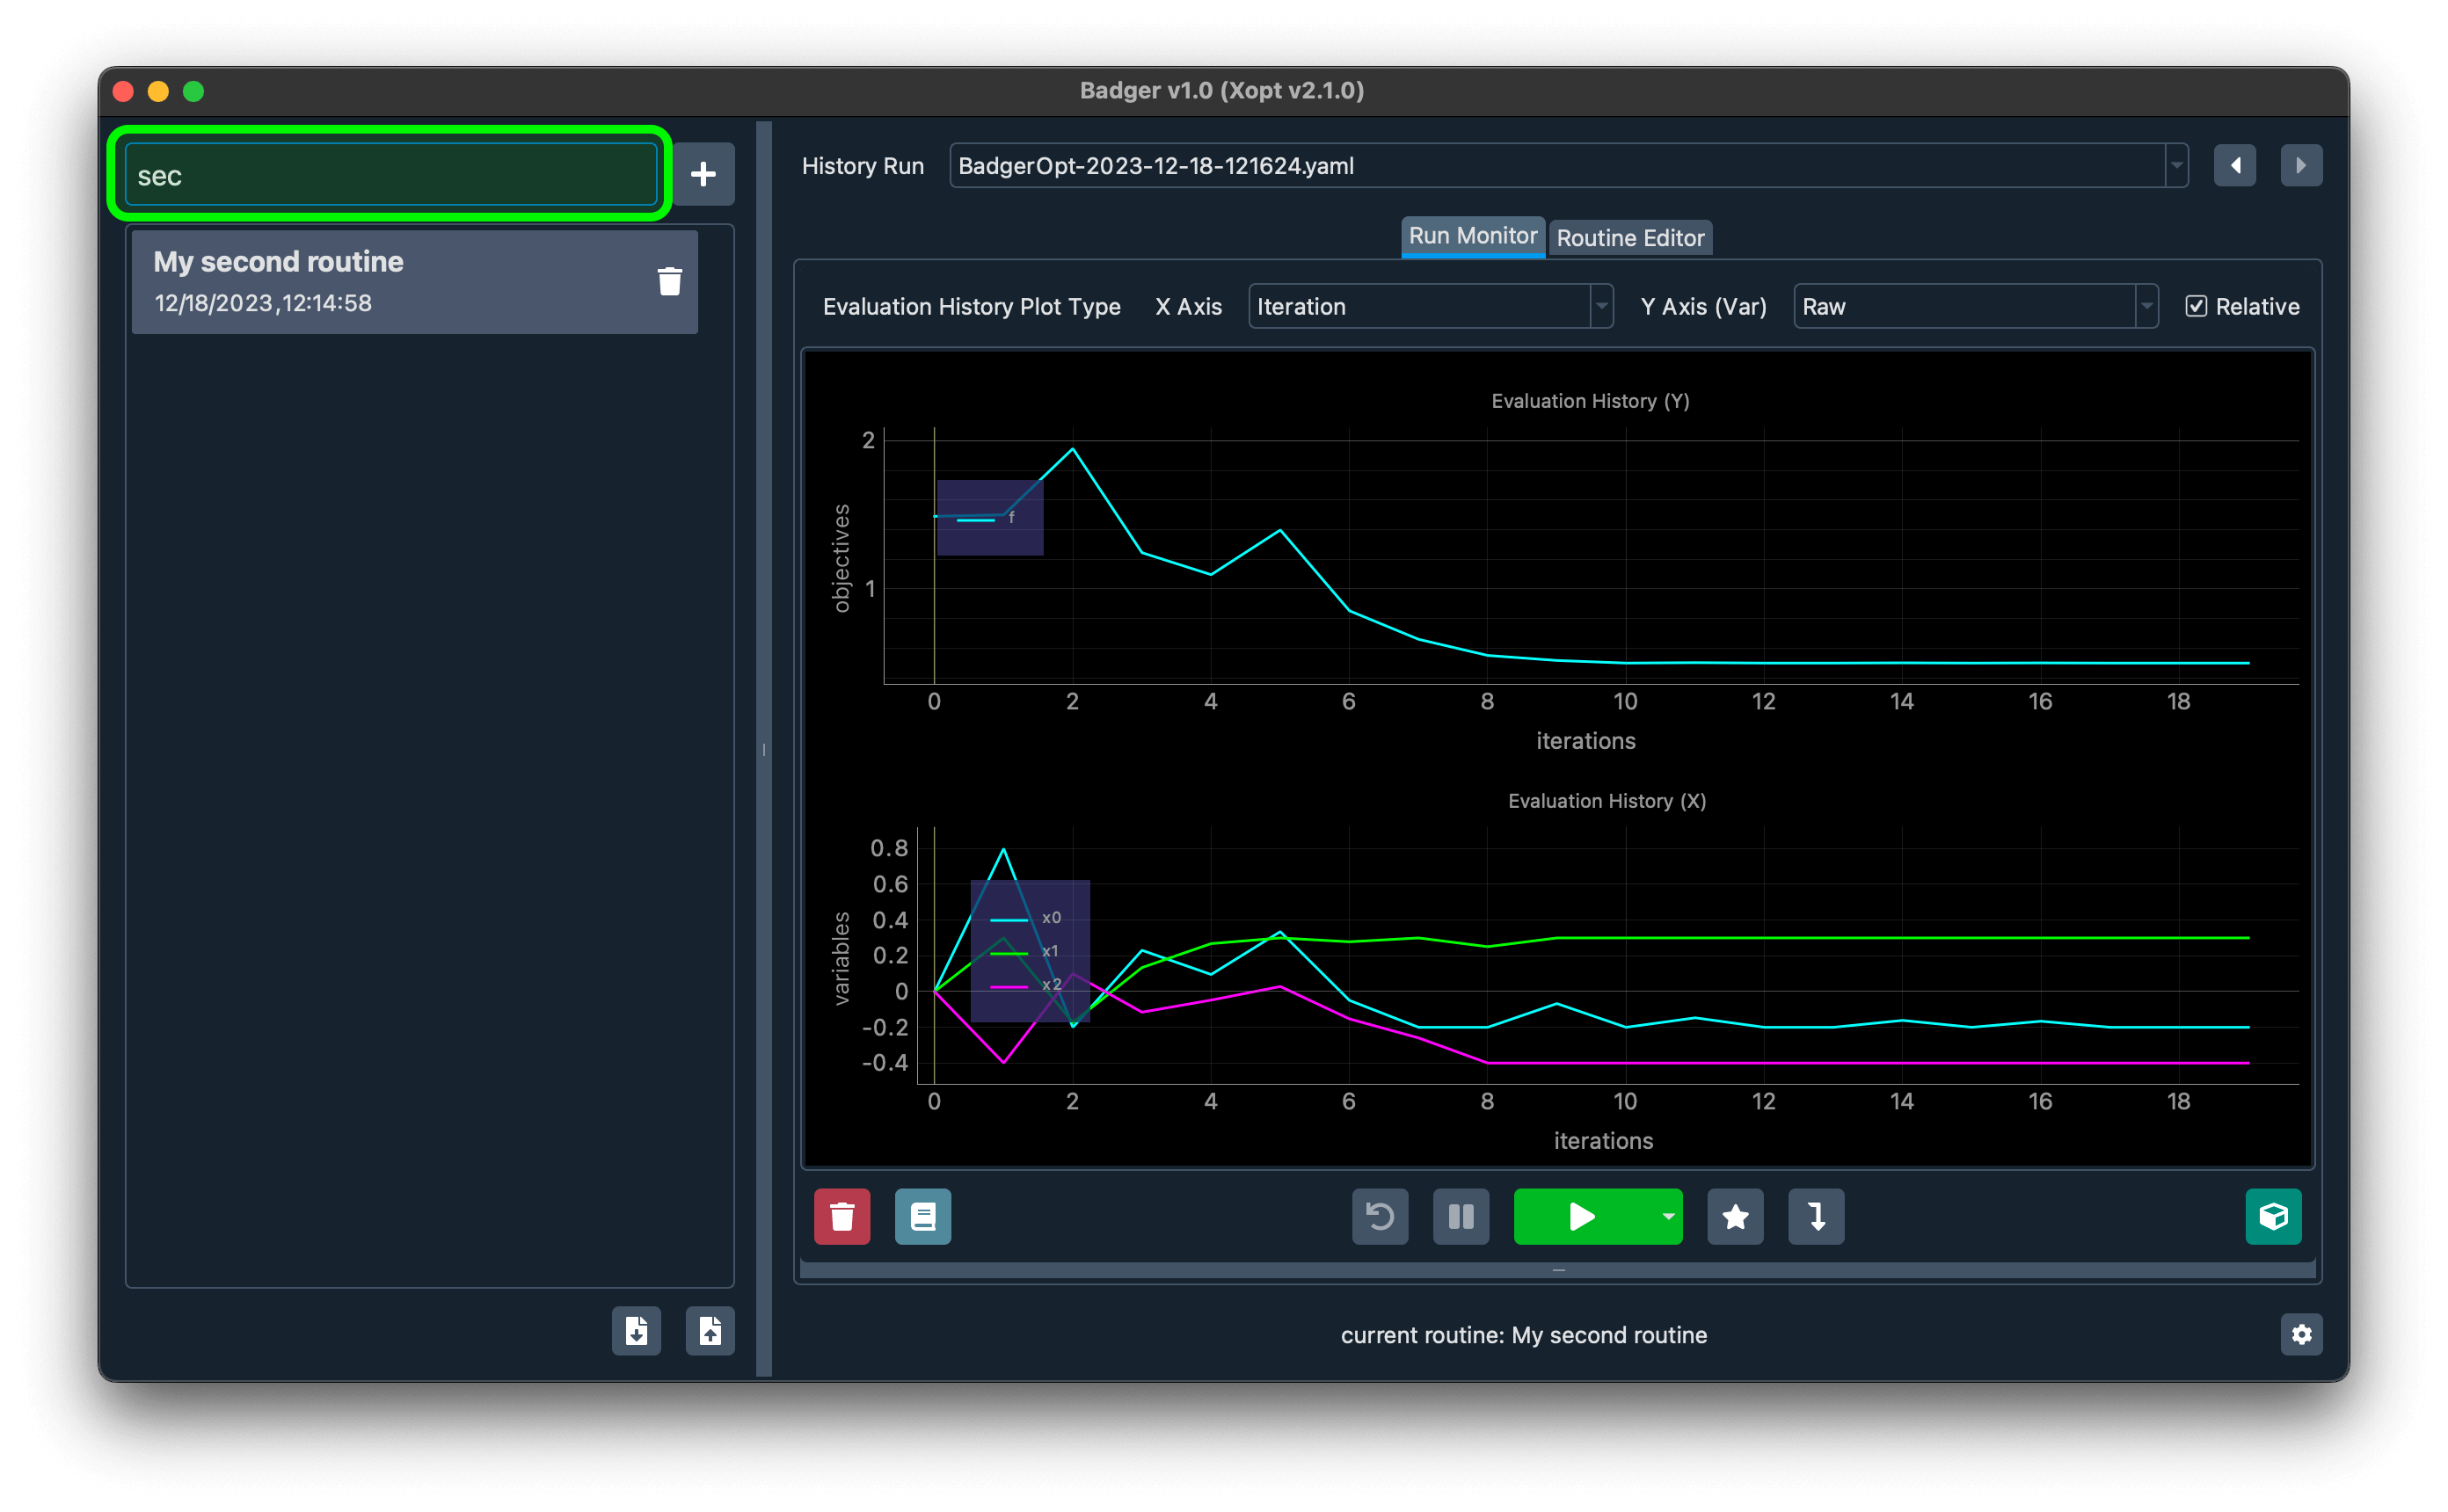 Badger v1.0 (Xopt v2.1.0)
sec
My second routine
12/18/2023,12:14:58
History Run
BadgerOpt-2023-12-18-121624.yaml
Run Monitor
Routine Editor
Evaluation History Plot Type
X Axis
Iteration
Y Axis (Var)
Raw
Relative
Evaluation History (Y)
2
1
objectives
f
0 2 4 6 8 10 12 14 16 18
iterations
Evaluation History (X)
0.8
0.6
0.4
0.2
0
-0.2
-0.4
variables
x0
x1
x2
0 2 4 6 8 10 12 14 16 18
iterations
current routine: My second routine